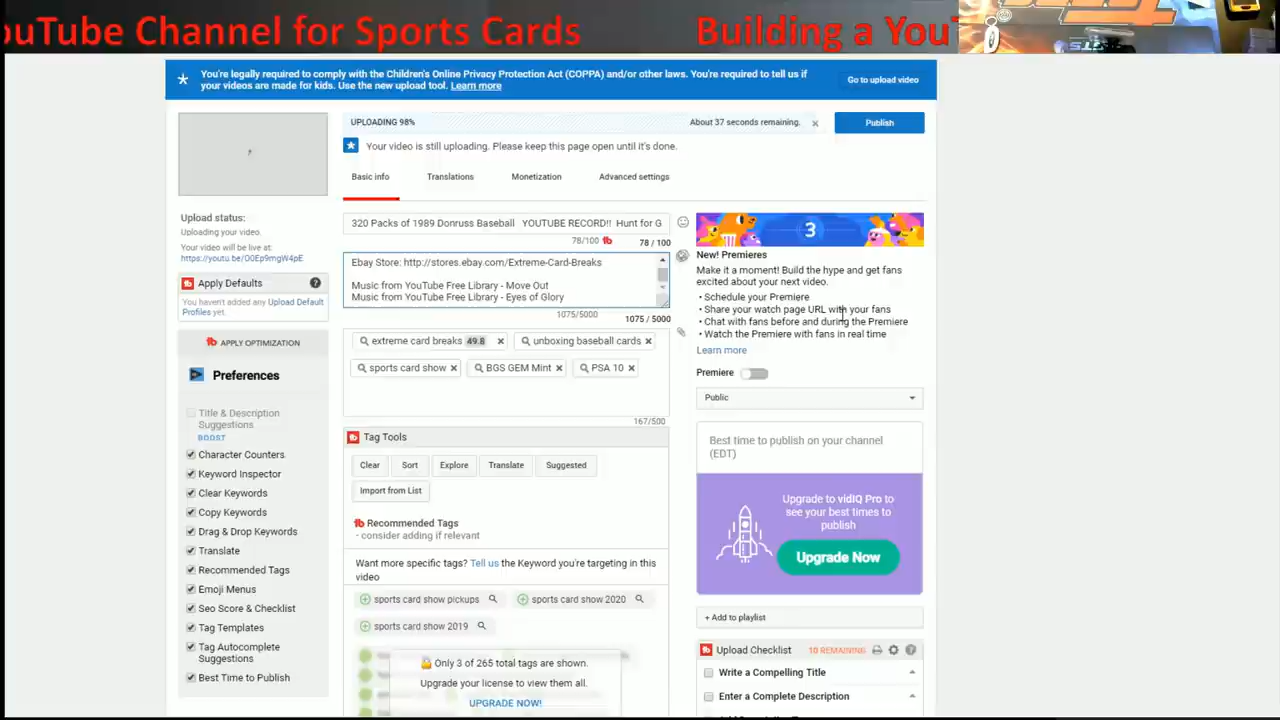 ouTube Channel for Sports Cards Building a You
You're legally required to comply with the Children's Online Privacy Protection Act (COPPA) and/or other laws. You're required to tell us if
your videos are made for kids. Use the new upload tool. Learn more
Go to upload video
UPLOADING 98%
About 37 seconds remaining.
Publish
Your video is still uploading. Please keep this page open until it's done.
Basic info
Translations
Monetization
Advanced settings
Upload status:
Uploading your video.
Your video will be live at:
https://youtu.be/O0Ep9mgW4pE
Apply Defaults
You haven't added any Upload Default
Profiles yet.
APPLY OPTIMIZATION
Preferences
Title & Description
Suggestions
BOOST
Character Counters
Keyword Inspector
Clear Keywords
Copy Keywords
Drag & Drop Keywords
Translate
Recommended Tags
Emoji Menus
Seo Score & Checklist
Tag Templates
Tag Autocomplete
Suggestions
Best Time to Publish
320 Packs of 1989 Donruss Baseball YOUTUBE RECORD!! Hunt for G
78/100 78 / 100
Ebay Store: http://stores.ebay.com/Extreme-Card-Breaks
Music from YouTube Free Library - Move Out
Music from YouTube Free Library - Eyes of Glory
1075/5000 1075 / 5000
extreme card breaks 49.8
unboxing baseball cards
sports card show
BGS GEM Mint
PSA 10
167/500
Tag Tools
Clear
Sort
Explore
Translate
Suggested
Import from List
Recommended Tags
- consider adding if relevant
Want more specific tags? Tell us the Keyword you're targeting in this
video
sports card show pickups
sports card show 2020
sports card show 2019
Only 3 of 265 total tags are shown.
Upgrade your license to view them all.
UPGRADE NOW!
3
New! Premieres
Make it a moment! Build the hype and get fans
excited about your next video.
• Schedule your Premiere
• Share your watch page URL with your fans
• Chat with fans before and during the Premiere
• Watch the Premiere with fans in real time
Learn more
Premiere
Public
Best time to publish on your channel
(EDT)
Upgrade to vidIQ Pro to
see your best times to
publish
Upgrade Now
+ Add to playlist
Upload Checklist 10 REMAINING
Write a Compelling Title
Enter a Complete Description